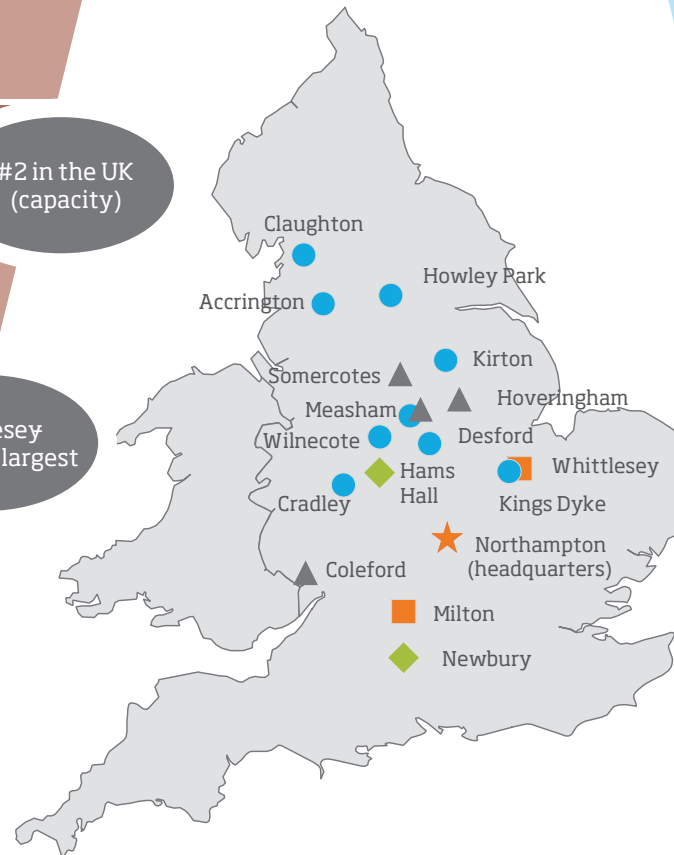 #2 in the UK
(capacity)
Claughton
Howley Park
Accrington
Kirton
Somercotes
Hoveringham
Measham
Wilnecote
Desford
largest
Whittlesey
Hams
Hall
Cradley
Kings Dyke
Northampton
(headquarters)
Coleford
Milton
Newbury